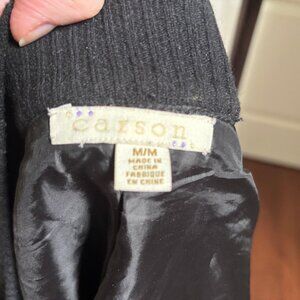 carson
M/M
MADE IN
CHINA
FABRIQUÉ
EN CHINE